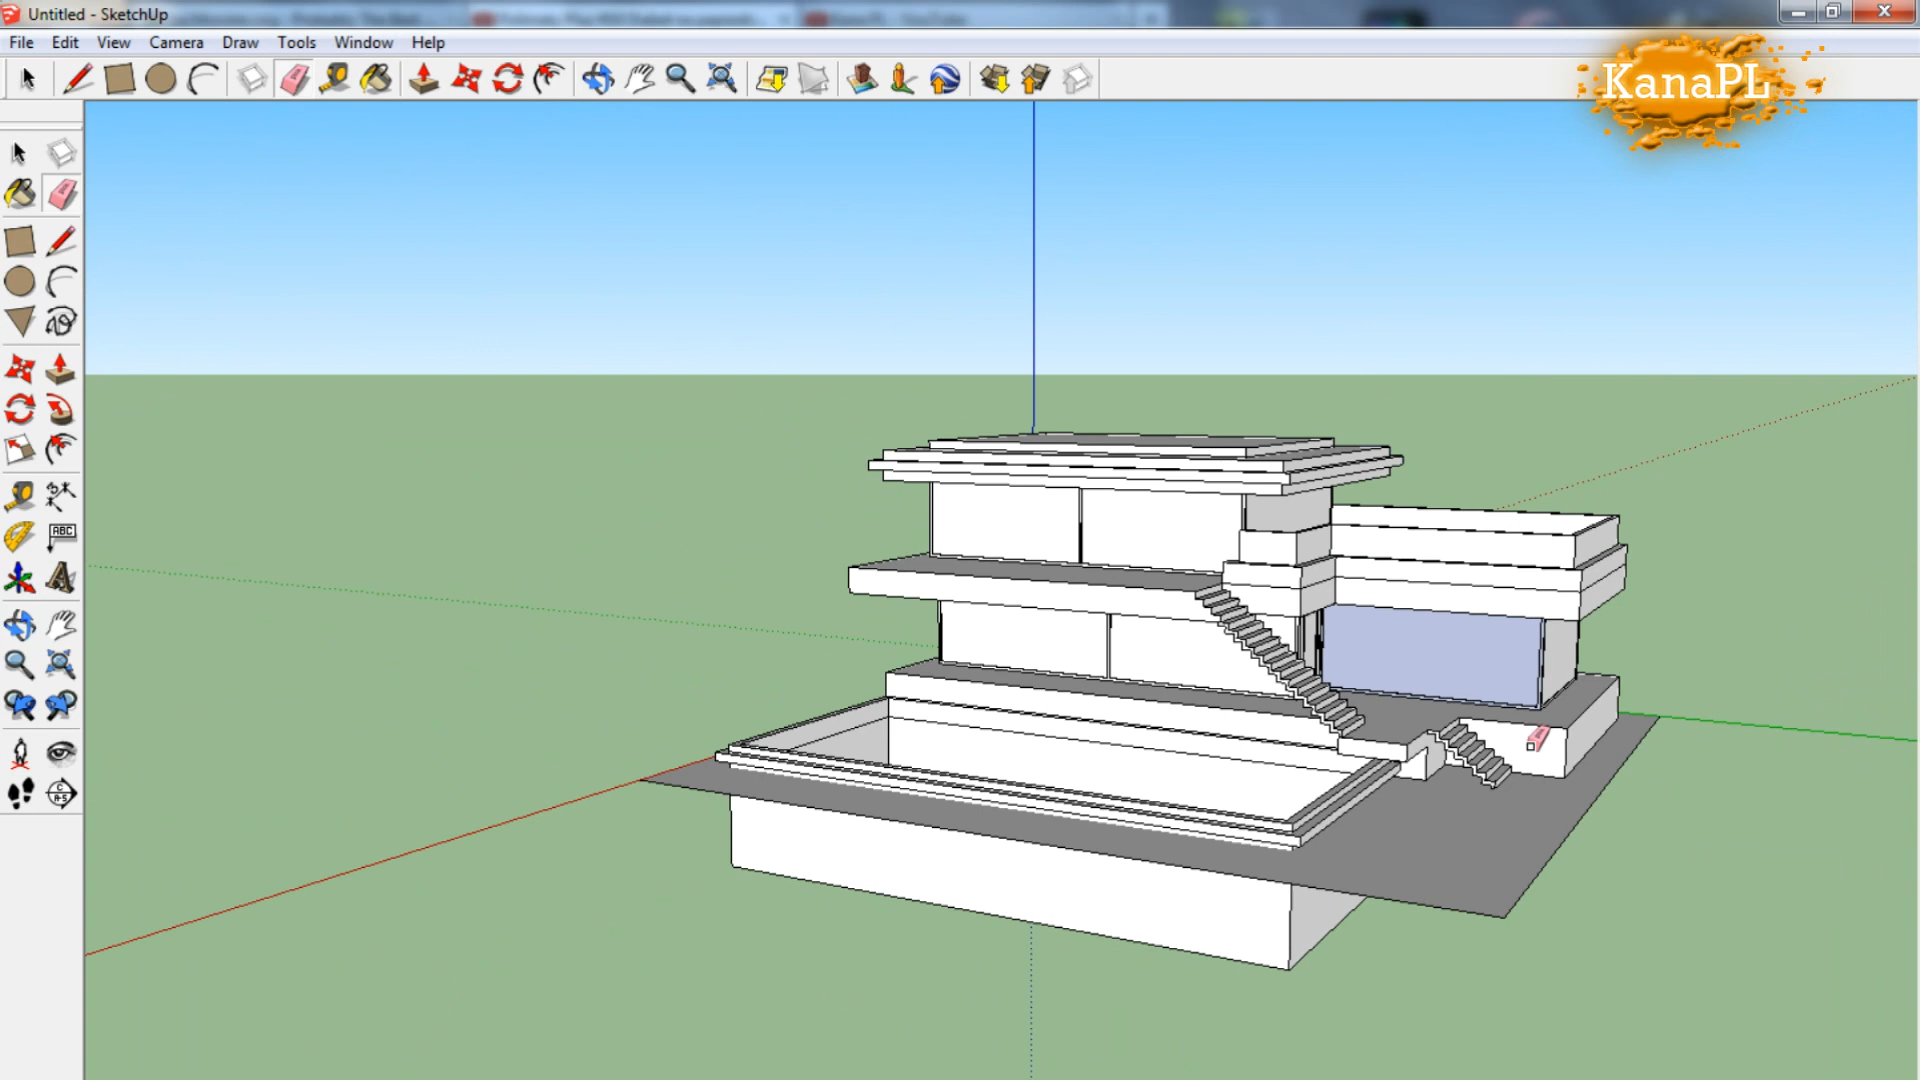 Untitled - SketchUp
File Edit View Camera Draw Tools Window Help
KanaPL
ABC
A